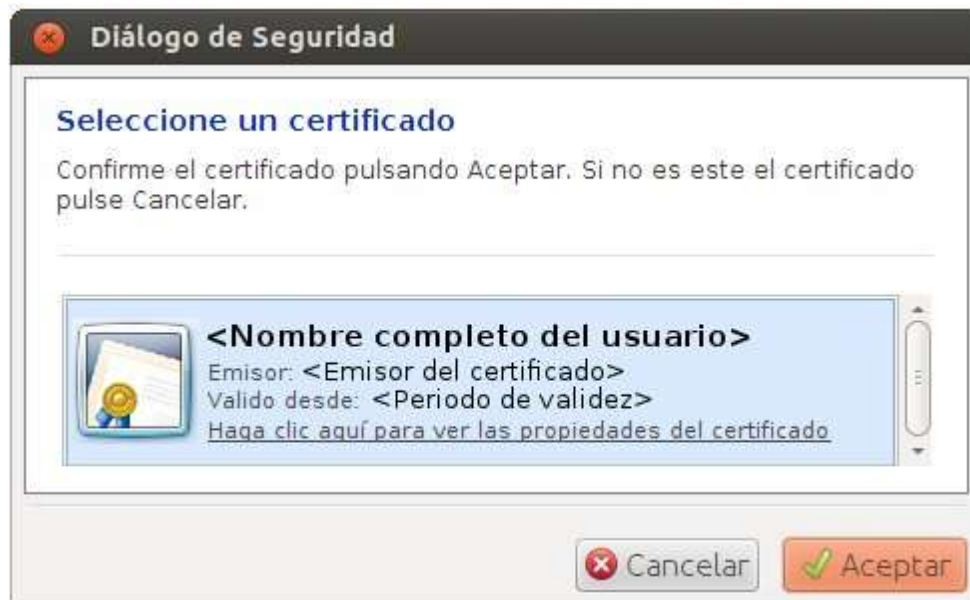 Diálogo de Seguridad
Seleccione un certificado
Confirme el certificado pulsando Aceptar. Si no es este el certificado
pulse Cancelar.
<Nombre completo del usuario>
Emisor: <Emisor del certificado>
Valido desde: <Periodo de validez>
Haga clic aquí para ver las propiedades del certificado
Cancelar Aceptar